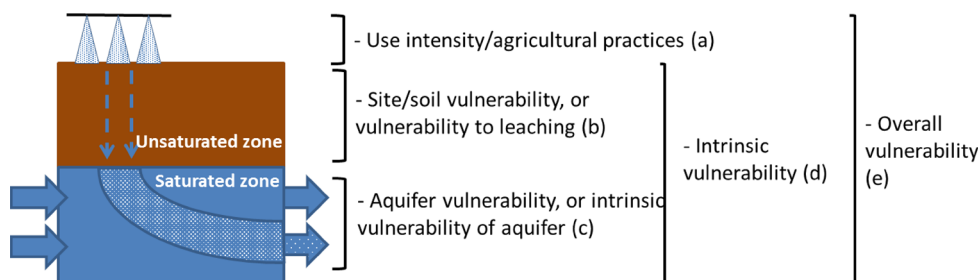 - Use intensity/agricultural practices (a)
- Site/soil vulnerability, or
vulnerability to leaching (b)
Unsaturated zone
Saturated zone
- Aquifer vulnerability, or intrinsic
vulnerability of aquifer (c)
- Intrinsic
vulnerability (d)
- Overall
vulnerability
(e)